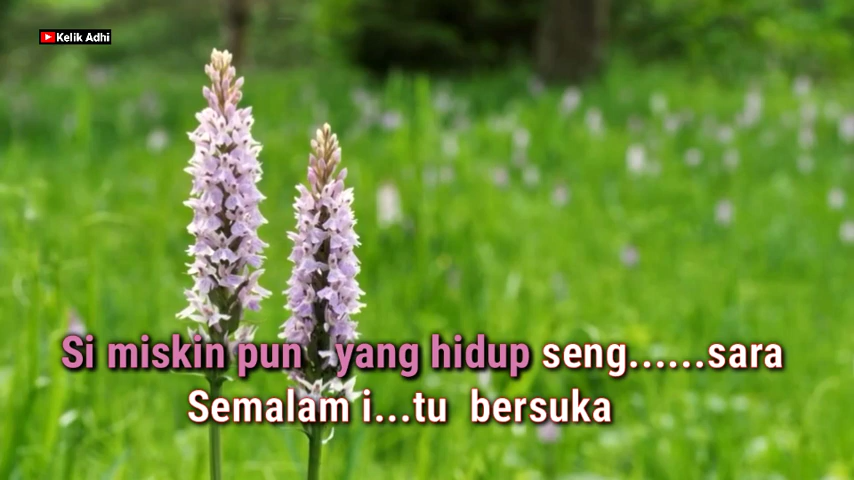 Kelik Adhi
Si miskin pun yang hidup seng......sara
Semalam i...tu bersuka